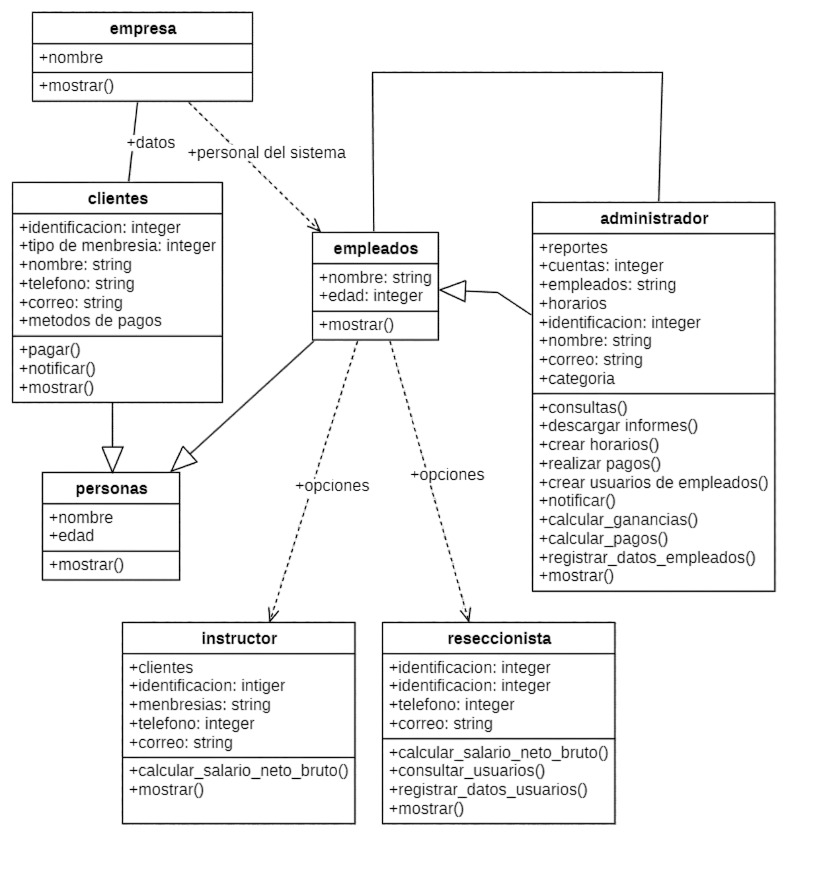 empresa
+nombre
+mostrar()
+datos
+personal del sistema
clientes
+identificacion: integer
+tipo de menbresia: integer
+nombre: string
+telefono: string
+correo: string
+metodos de pagos
+pagar()
+notificar()
+mostrar()
empleados
+nombre: string
+edad: integer
+mostrar()
administrador
+reportes
+cuentas: integer
+empleados: string
+horarios
+identificacion: integer
+nombre: string
+correo: string
+categoria
+consultas()
+descargar informes()
+crear horarios()
+realizar pagos()
+crear usuarios de empleados()
+notificar()
+calcular_ganancias()
+calcular_pagos()
+registrar_datos_empleados()
+mostrar()
personas
+nombre
+edad
+mostrar()
+opciones
+opciones
instructor
+clientes
+identificacion: intiger
+menbresias: string
+telefono: integer
+correo: string
+calcular_salario_neto_bruto()
+mostrar()
reseccionista
+identificacion: integer
+identificacion: integer
+telefono: integer
+correo: string
+calcular_salario_neto_bruto()
+consultar_usuarios()
+registrar_datos_usuarios()
+mostrar()